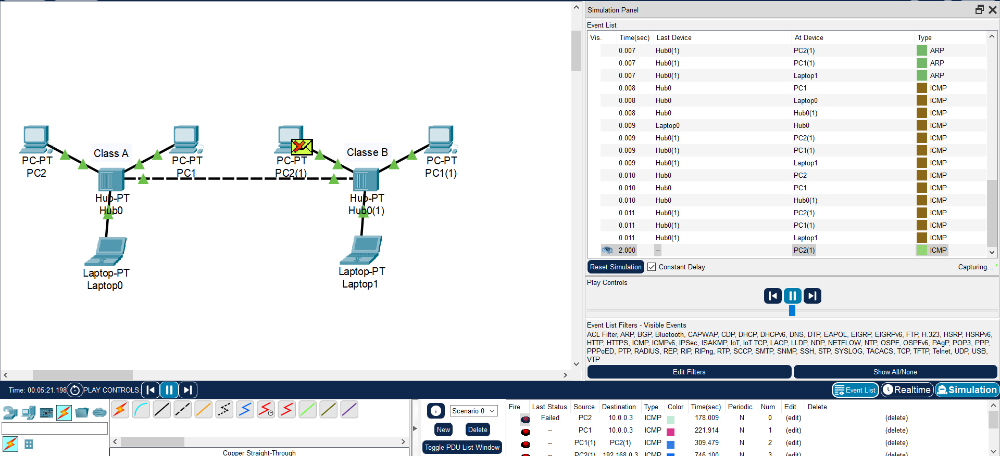 Simulation Panel
Event List
Vis. Time(sec) Last Device At Device Type
0.007 Hub0(1) PC2(1) ARP
0.007 Hub0(1) PC1(1) ARP
0.007 Hub0(1) Laptop1 ARP
0.008 Hub0 PC1 ICMP
0.008 Hub0 Laptop0 ICMP
0.008 Hub0 Hub0(1) ICMP
0.009 Laptop0 Hub0 ICMP
0.009 Hub0(1) PC2(1) ICMP
0.009 Hub0(1) PC1(1) ICMP
0.009 Hub0(1) Laptop1 ICMP
0.010 Hub0 PC2 ICMP
0.010 Hub0 PC1 ICMP
0.010 Hub0 Hub0(1) ICMP
0.011 Hub0(1) PC2(1) ICMP
0.011 Hub0(1) PC1(1) ICMP
0.011 Hub0(1) Laptop1 ICMP
2.000 -- PC2(1) ICMP
Reset Simulation Constant Delay Capturing... *
Play Controls
Event List Filters - Visible Events
ACL Filter, ARP, BGP, Bluetooth, CAPWAP, CDP, DHCP, DHCPv6, DNS, DTP, EAPOL, EIGRP, EIGRPv6, FTP, H.323, HSRP, HSRPv6,
HTTP, HTTPS, ICMP, ICMPv6, IPSec, ISAKMP, IoT, IoT TCP, LACP, LLDP, NDP, NETFLOW, NTP, OSPF, OSPFv6, PAgP, POP3, PPP,
PPPoED, PTP, RADIUS, REP, RIP, RIPng, RTP, SCCP, SMTP, SNMP, SSH, STP, SYSLOG, TACACS, TCP, TFTP, Telnet, UDP, USB,
VTP
Edit Filters Show All/None
Class A
Classe B
PC-PT
PC2
PC-PT
PC1
PC-PT
PC2(1)
PC-PT
PC1(1)
Hub-PT
Hub0
Hub-PT
Hub0(1)
Laptop-PT
Laptop0
Laptop-PT
Laptop1
Time: 00:05:21.198 PLAY CONTROLS:
Event List Realtime Simulation
Copper Straight-Through
Scenario 0
New Delete
Toggle PDU List Window
Fire Last Status Source Destination Type Color Time(sec) Periodic Num Edit Delete
Failed PC2 10.0.0.3 ICMP 178.009 N 0 (edit) (delete)
-- PC1 10.0.0.3 ICMP 221.914 N 1 (edit) (delete)
-- PC1(1) PC2(1) ICMP 309.479 N 2 (edit) (delete)
-- PC2(1) 192.168.0.3 ICMP 746.100 N 3 (edit) (delete)